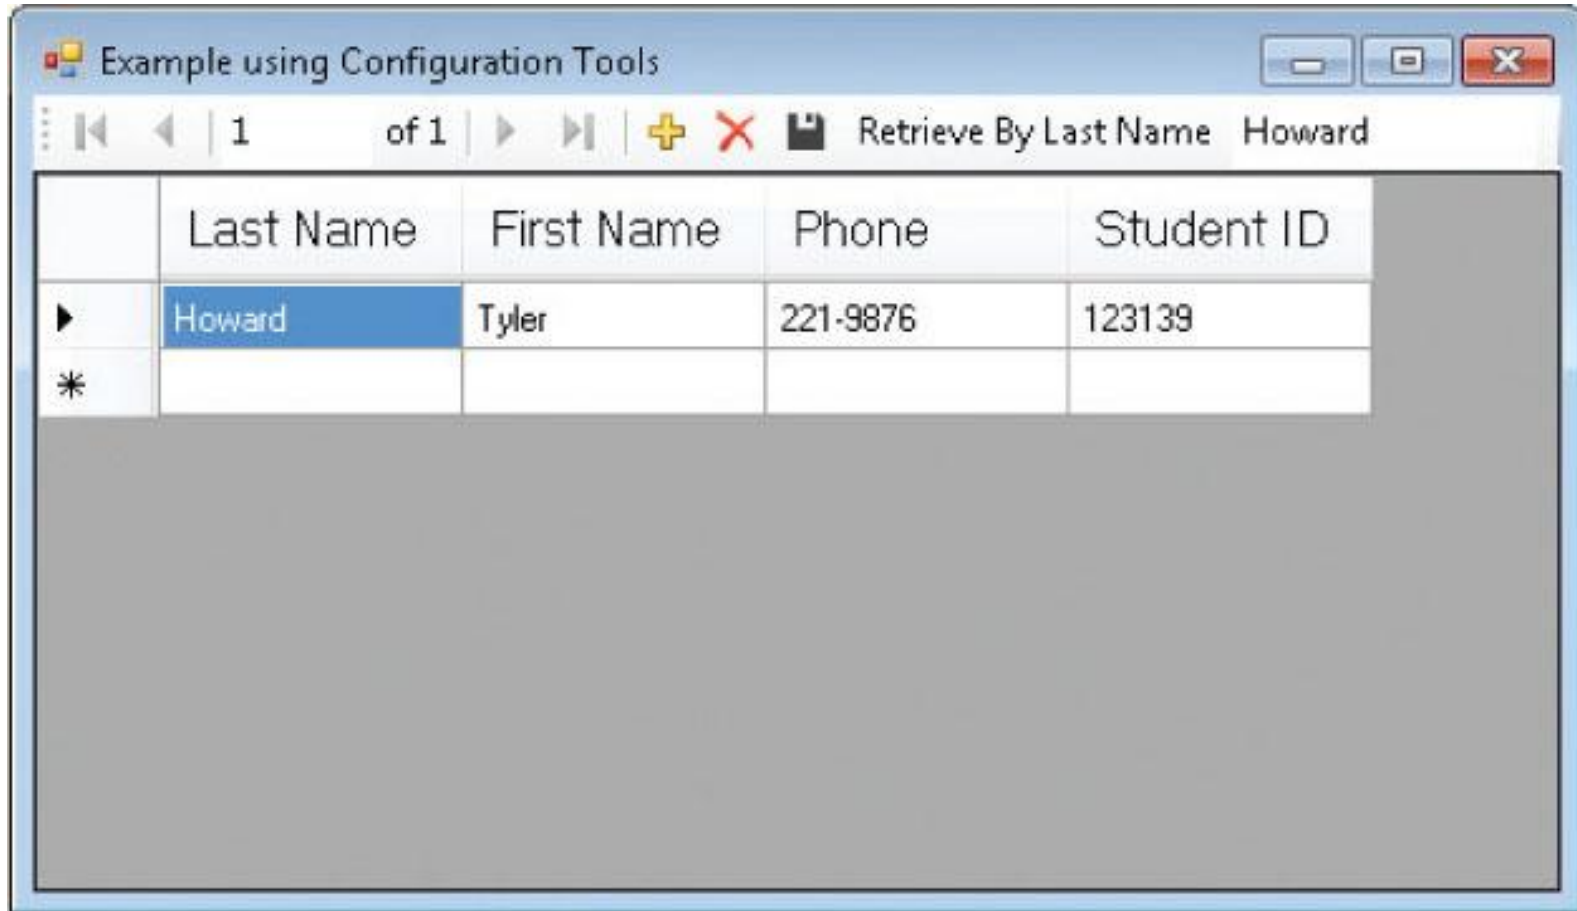 Example using Configuration Tools
1 of 1 Retrieve By Last Name Howard
Last Name First Name Phone Student ID
Howard Tyler 221-9876 123139